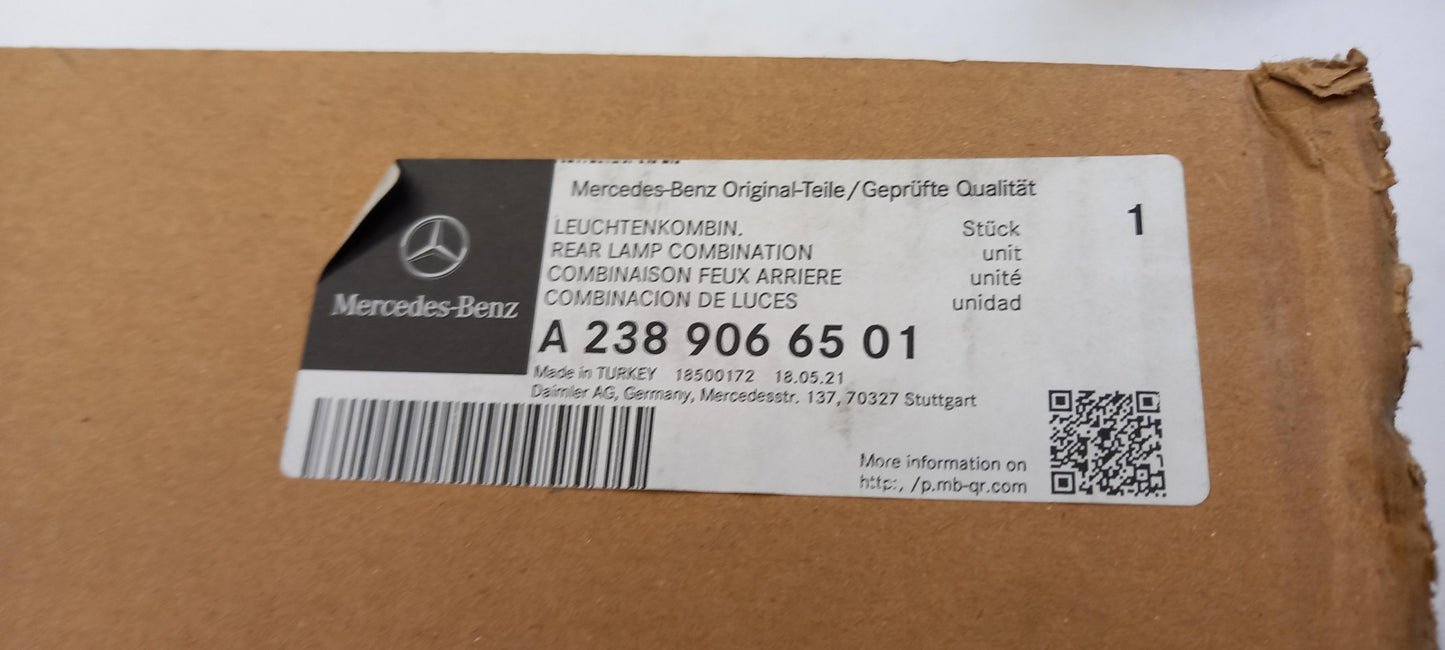 Mercedes-Benz Original-Teile/Geprüfte Qualität
LEUCHTENKOMBIN. Stück 1
REAR LAMP COMBINATION unit
COMBINAISON FEUX ARRIERE unité
COMBINACION DE LUCES unidad
Mercedes-Benz
A 238 906 65 01
Made in TURKEY 18500172 18.05.21
Daimler AG, Germany, Mercedesstr. 137, 70327 Stuttgart
More information on
http:, /p.mb-qr.com